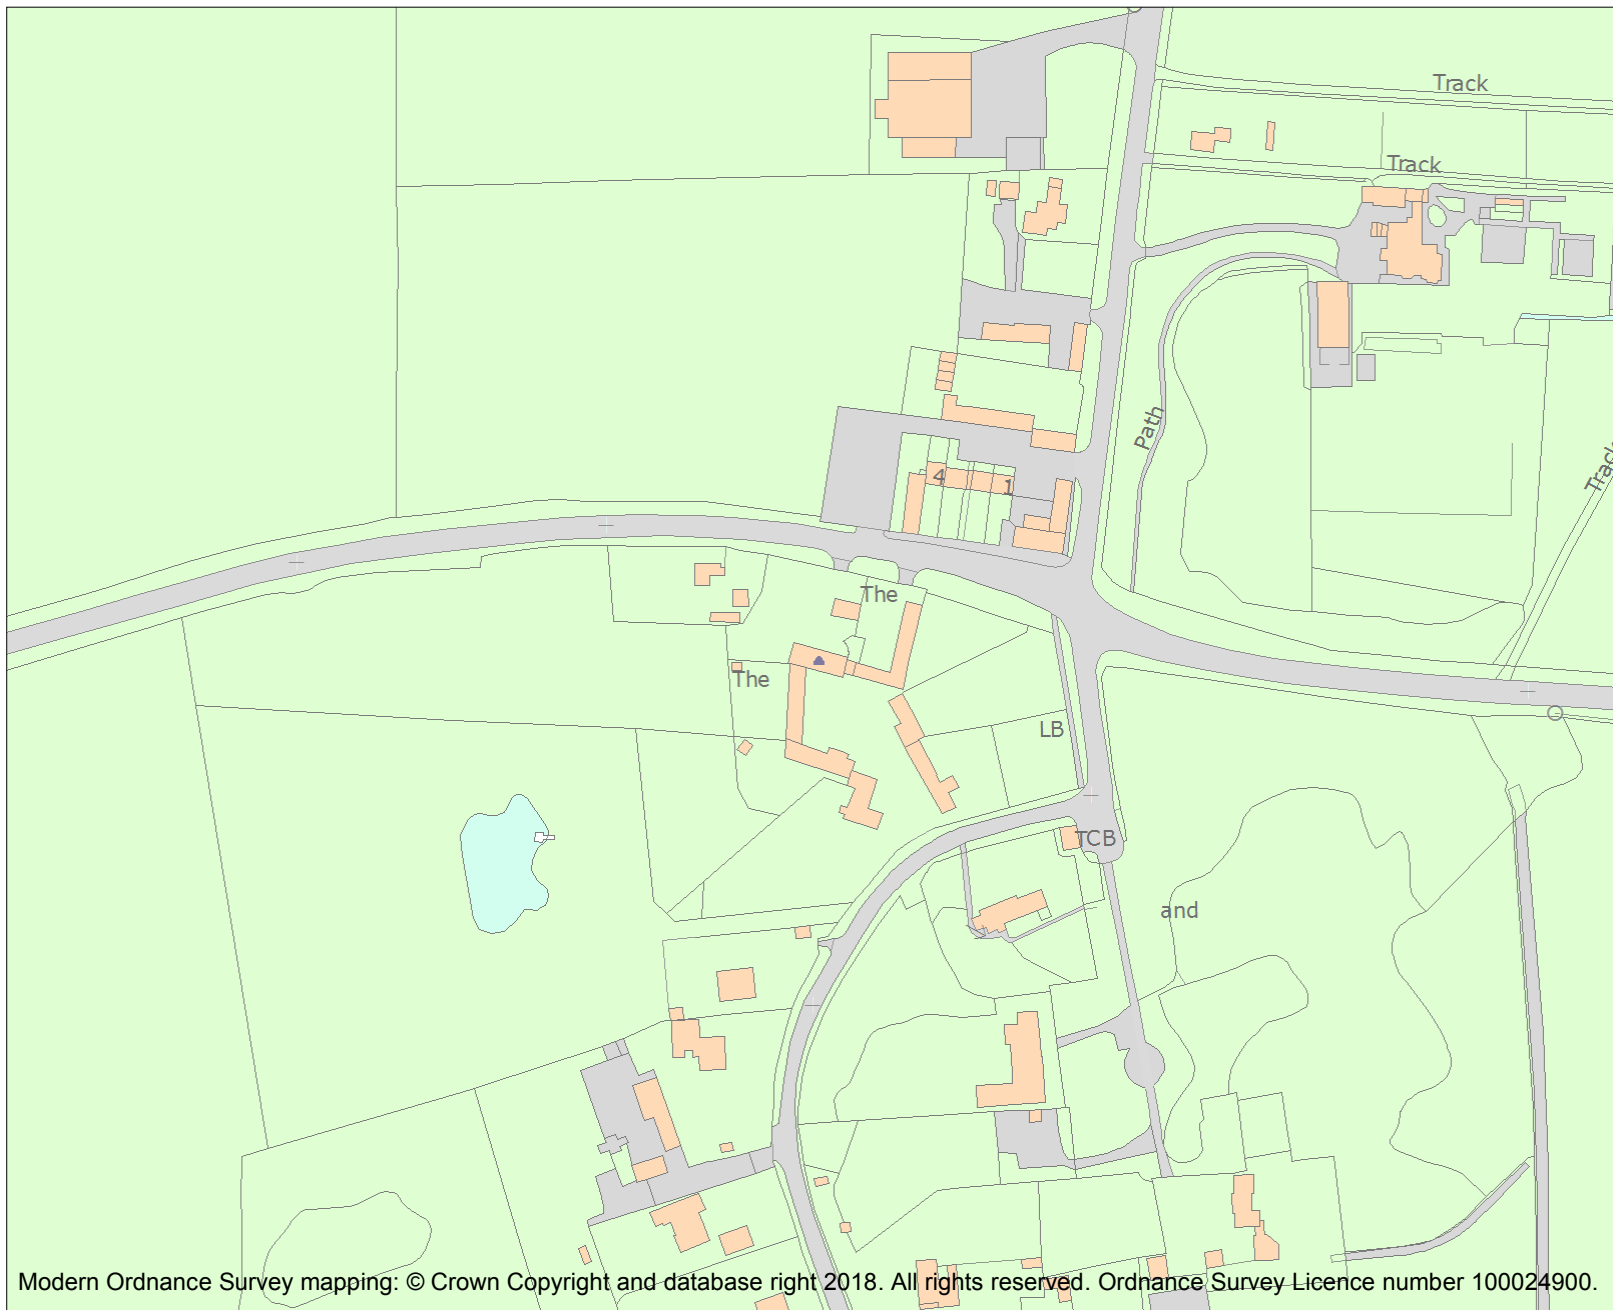 Track
Track
Path
Track
4
1
The
The
LB
TCB
and
Modern Ordnance Survey mapping: © Crown Copyright and database right 2018. All rights reserved. Ordnance Survey Licence number 100024900.